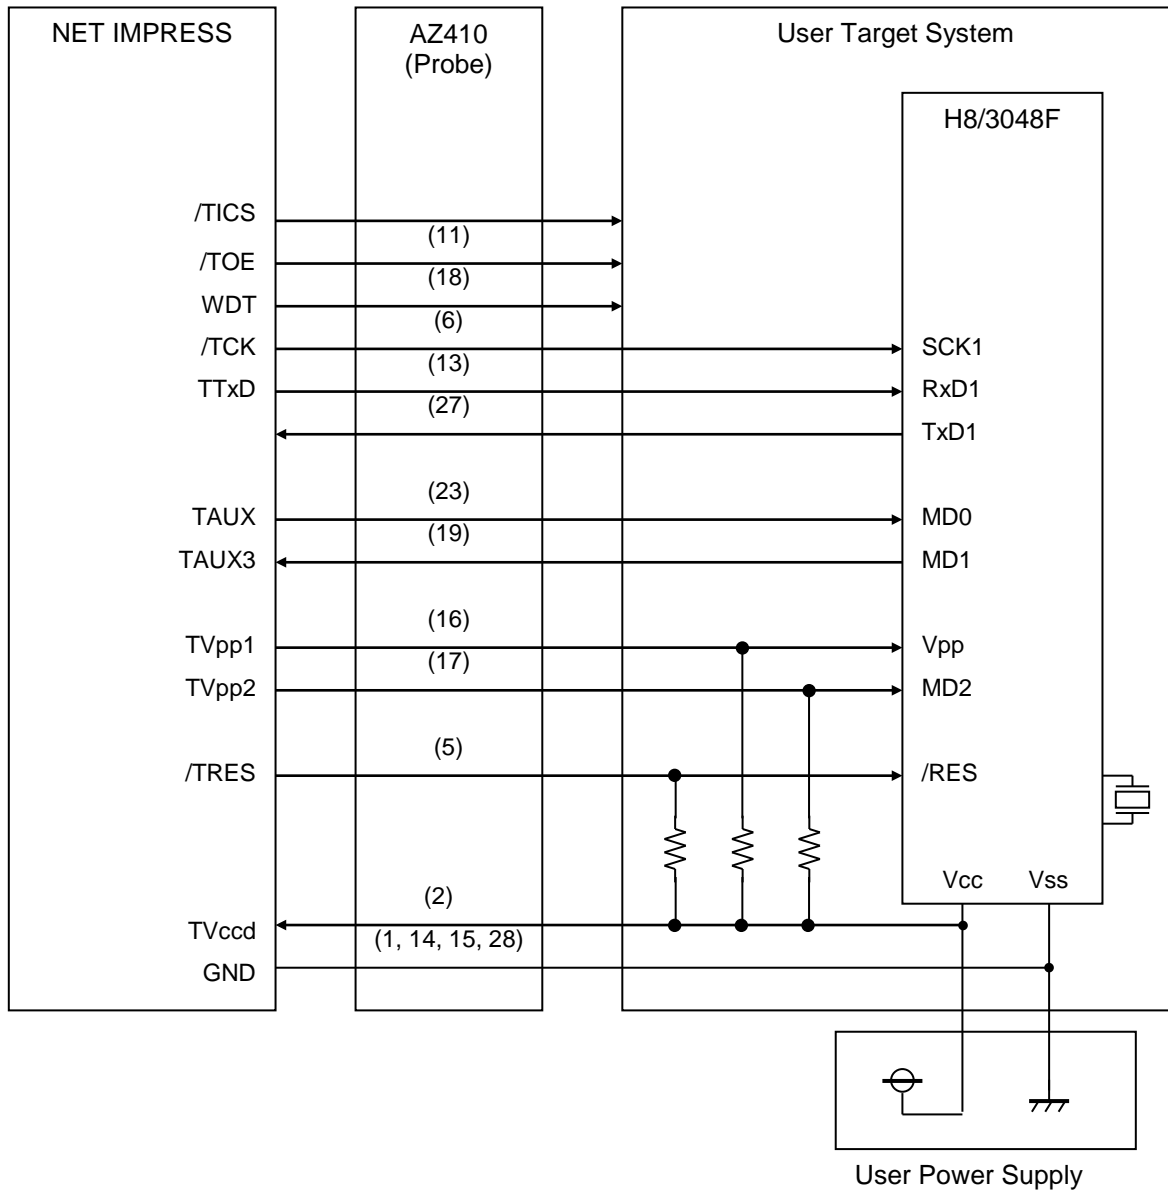 NET IMPRESS
AZ410
(Probe)
User Target System
H8/3048F
/TICS
(11)
/TOE
(18)
WDT
(6)
/TCK
SCK1
(13)
TTxD
RxD1
(27)
TxD1
(23)
TAUX
MD0
(19)
TAUX3
MD1
(16)
TVpp1
Vpp
(17)
TVpp2
MD2
(5)
/TRES
/RES
Vcc Vss
(2)
TVccd
(1, 14, 15, 28)
GND
User Power Supply